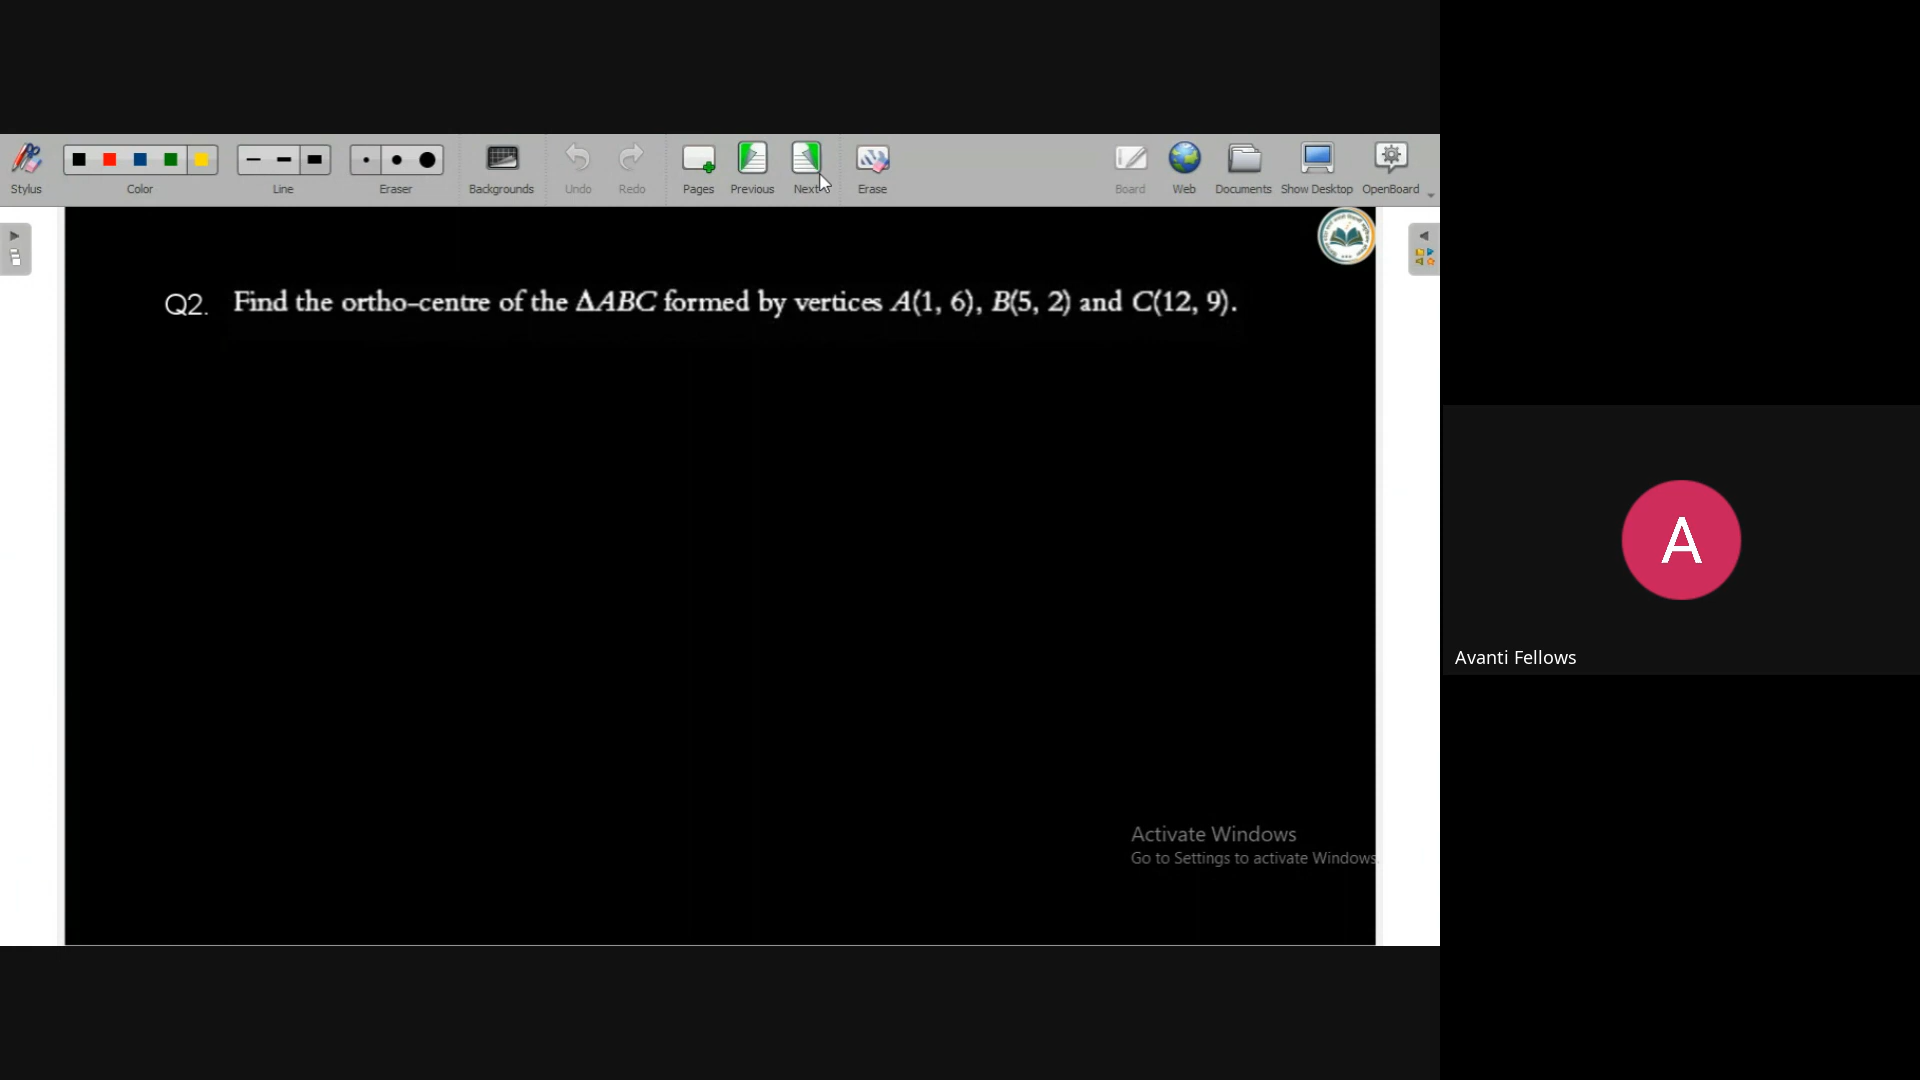 Stylus
Color
Line
Eraser
Backgrounds
Undo
Redo
Pages
Previous
Next
Erase
Board
Web
Documents
Show Desktop
OpenBoard
Q2. Find the ortho-centre of the ΔABC formed by vertices A(1, 6), B(5, 2) and C(12, 9).
A
Avanti Fellows
Activate Windows
Go to Settings to activate Windows.